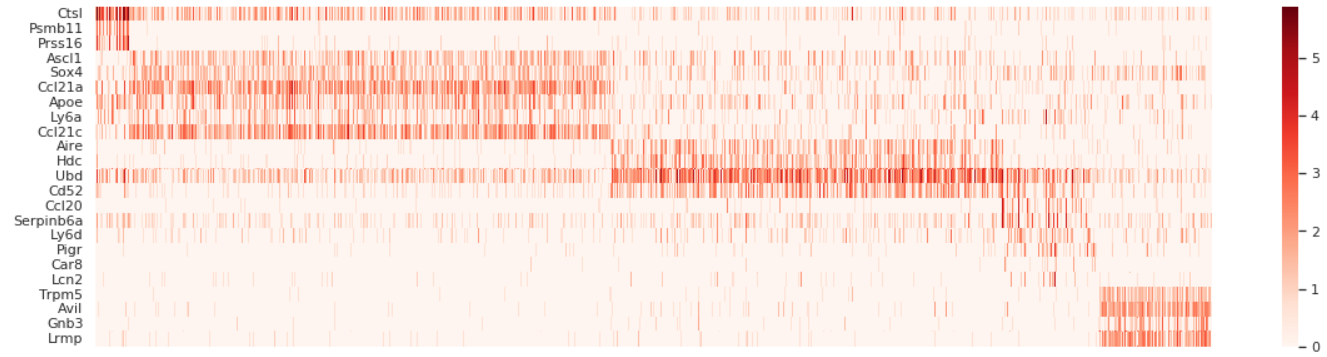 Ctsl
Psmb11
Prss16
Ascl1
Sox4
Ccl21a
Apoe
Ly6a
Ccl21c
Aire
Hdc
Ubd
Cd52
Ccl20
Serpinb6a
Ly6d
Pigr
Car8
Lcn2
Trpm5
Avil
Gnb3
Lrmp
5
4
3
2
1
0